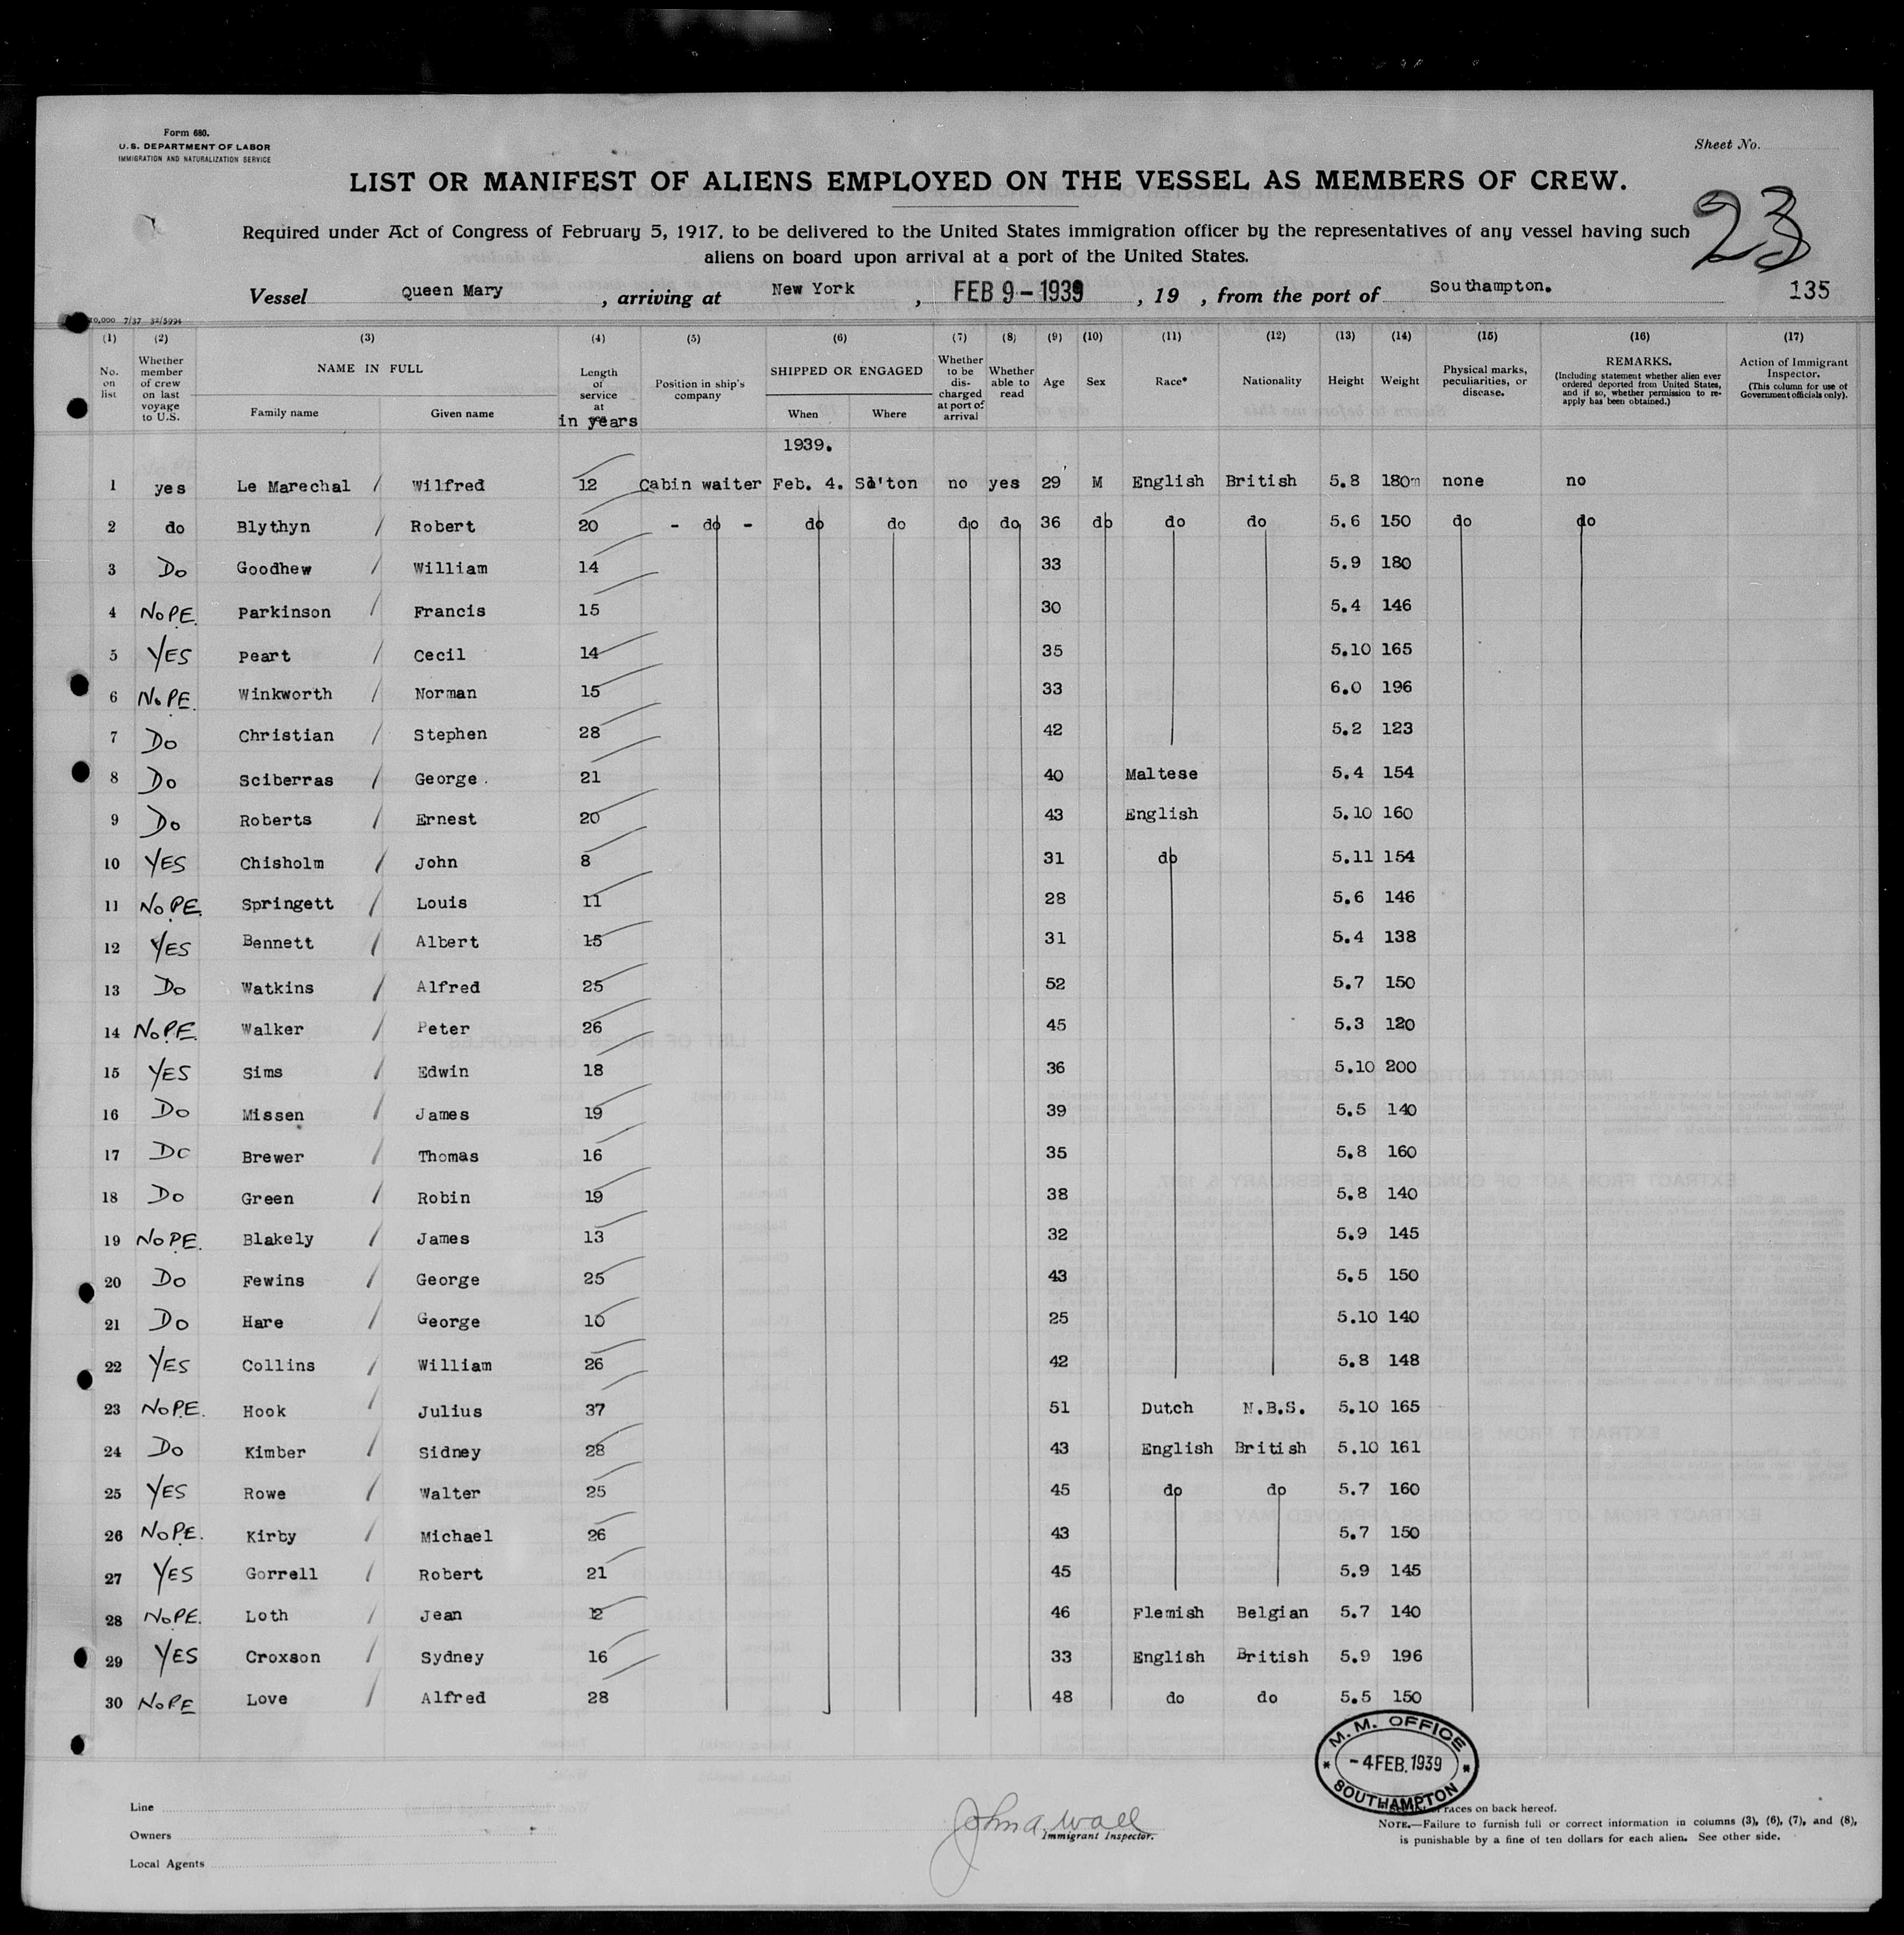 Form 680.
U.S. DEPARTMENT OF LABOR
IMMIGRATION AND NATURALIZATION SERVICE
Sheet No.
LIST OR MANIFEST OF ALIENS EMPLOYED ON THE VESSEL AS MEMBERS OF CREW.
23
Required under Act of Congress of February 5, 1917, to be delivered to the United States immigration officer by the representatives of any vessel having such
aliens on board upon arrival at a port of the United States.
Vessel Queen Mary , arriving at New York , FEB 9 - 1939 , 19 , from the port of Southampton. 135
(1) (2) (3) (4) (5) (6) (7) (8) (9) (10) (11) (12) (13) (14) (15) (16) (17)
No. on list
Whether member of crew on last voyage to U.S.
NAME IN FULL
Family name
Given name
Length of service at
in years
Position in ship's company
SHIPPED OR ENGAGED
When
Where
Whether to be discharged at port of arrival
Whether able to read
Age
Sex
Race*
Nationality
Height
Weight
Physical marks, peculiarities, or disease.
REMARKS.
(Including statement whether alien ever ordered deported from United States, and if so, whether permission to reapply has been obtained.)
Action of Immigrant Inspector.
(This column for use of Government officials only).
1939.
1 yes Le Marechal / Wilfred 12 Cabin waiter Feb. 4. So'ton no yes 29 M English British 5.8 180 none no
2 do Blythyn / Robert 20 - do - do do do do 36 do do do 5.6 150 do do
3 Do Goodhew / William 14 33 5.9 180
4 NOPE. Parkinson / Francis 15 30 5.4 146
5 YES Peart / Cecil 14 35 5.10 165
6 NOPE. Winkworth / Norman 15 33 6.0 196
7 Do Christian / Stephen 28 42 5.2 123
8 Do Sciberras / George. 21 40 Maltese 5.4 154
9 Do Roberts / Ernest 20 43 English 5.10 160
10 YES Chisholm / John 8 31 do 5.11 154
11 NOPE. Springett / Louis 11 28 5.6 146
12 YES Bennett / Albert 15 31 5.4 138
13 Do Watkins / Alfred 25 52 5.7 150
14 NOPE. Walker / Peter 26 45 5.3 120
15 YES Sims / Edwin 18 36 5.10 200
16 Do Missen / James 19 39 5.5 140
17 Do Brewer / Thomas 16 35 5.8 160
18 Do Green / Robin 19 38 5.8 140
19 NOPE. Blakely / James 13 32 5.9 145
20 Do Fewins / George 25 43 5.5 150
21 Do Hare / George 10 25 5.10 140
22 YES Collins / William 26 42 5.8 148
23 NOPE. Hook / Julius 37 51 Dutch N.B.S. 5.10 165
24 Do Kimber / Sidney 28 43 English British 5.10 161
25 YES Rowe / Walter 25 45 do do 5.7 160
26 NOPE. Kirby / Michael 26 43 5.7 150
27 YES Gorrell / Robert 21 45 5.9 145
28 NOPE. Loth / Jean 12 46 Flemish Belgian 5.7 140
29 YES Croxson / Sydney 16 33 English British 5.9 196
30 NOPE Love / Alfred 28 48 do do 5.5 150
M. M. OFFICE
- 4 FEB. 1939
SOUTHAMPTON
Line
Owners
Local Agents
John A. Wall
Immigrant Inspector.
races on back hereof.
NOTE.—Failure to furnish full or correct information in columns (3), (6), (7), and (8),
is punishable by a fine of ten dollars for each alien. See other side.